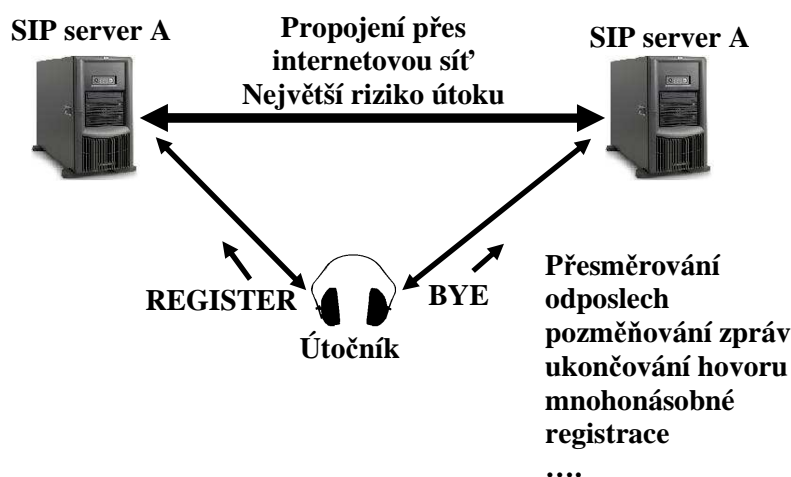 SIP server A
Propojení přes
internetovou síť
Největší riziko útoku
SIP server A
REGISTER
BYE
Útočník
Přesměrování
odposlech
pozměňování zpráv
ukončování hovoru
mnohonásobné
registrace
….